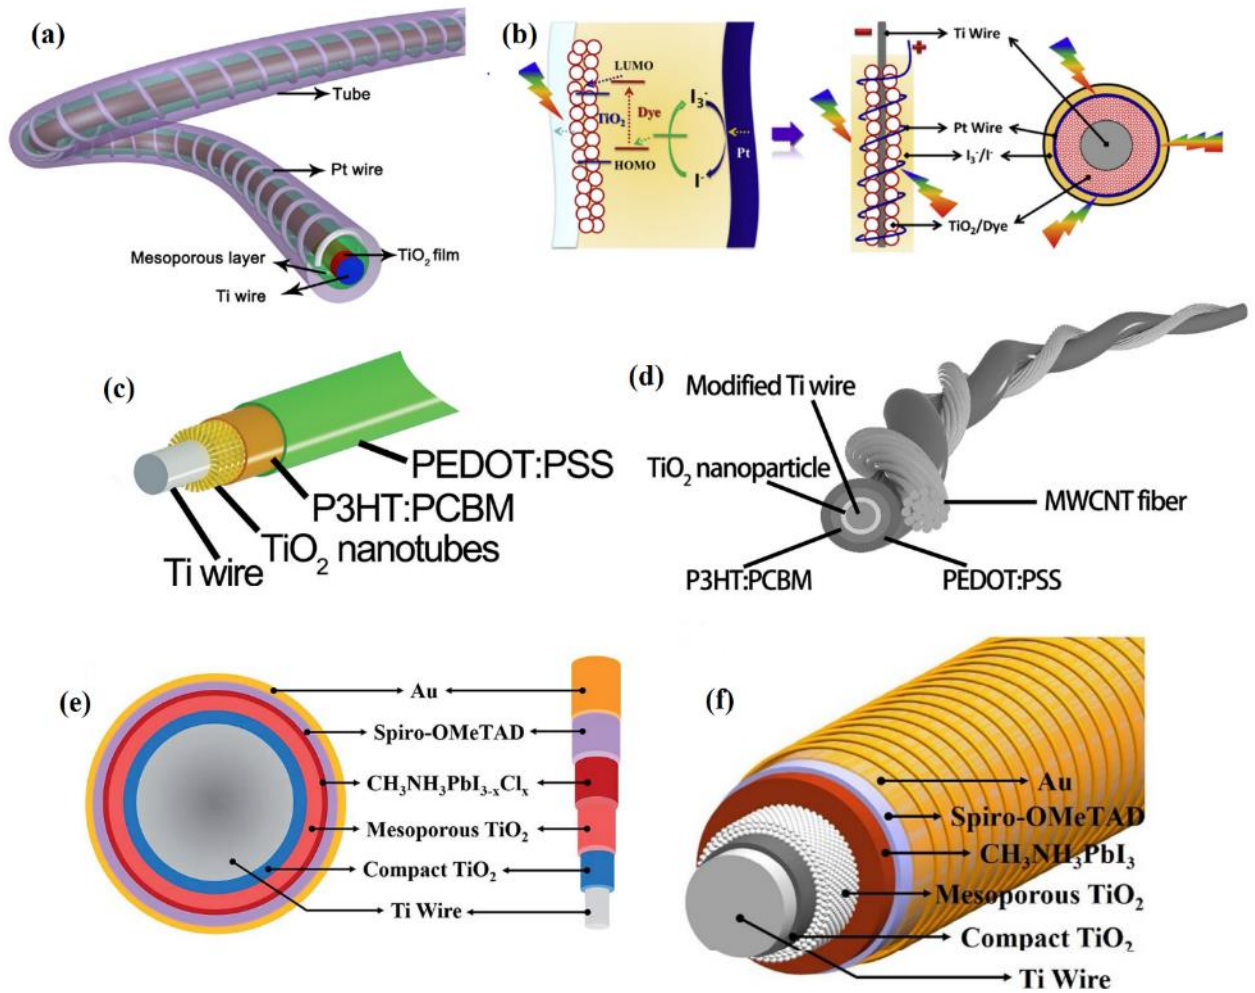 (a)
Tube
Pt wire
Mesoporous layer
TiO2 film
Ti wire
(b)
LUMO
TiO2
Dye
HOMO
I3-
I-
Pt
Ti Wire
Pt Wire
I3-/I-
TiO2/Dye
(c)
PEDOT:PSS
P3HT:PCBM
TiO2 nanotubes
Ti wire
(d)
Modified Ti wire
TiO2 nanoparticle
MWCNT fiber
P3HT:PCBM
PEDOT:PSS
(e)
Au
Spiro-OMeTAD
CH3NH3PbI3-xClx
Mesoporous TiO2
Compact TiO2
Ti Wire
(f)
Au
Spiro-OMeTAD
CH3NH3PbI3
Mesoporous TiO2
Compact TiO2
Ti Wire